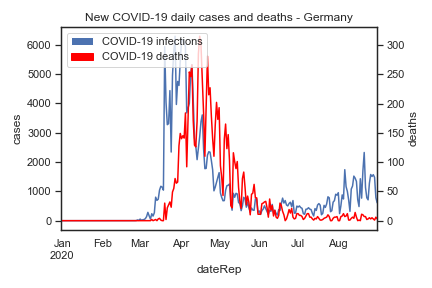 New COVID-19 daily cases and deaths - Germany
COVID-19 infections
COVID-19 deaths
6000
5000
4000
3000
2000
1000
0
cases
300
250
200
150
100
50
0
deaths
Jan Feb Mar Apr May Jun Jul Aug
2020
dateRep